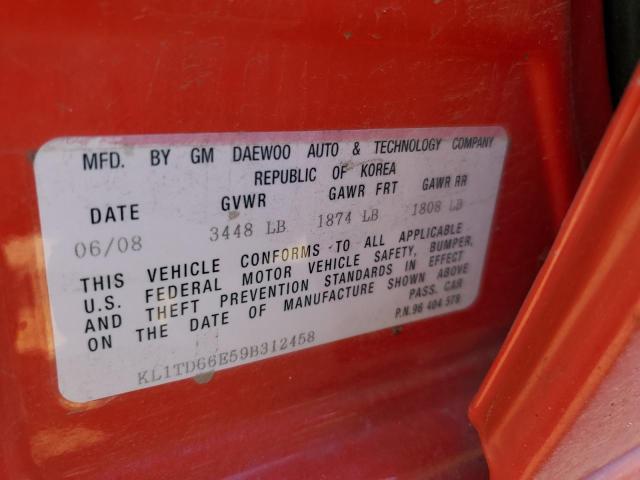 MFD. BY GM DAEWOO AUTO & TECHNOLOGY COMPANY
REPUBLIC OF KOREA
DATE GVWR GAWR FRT GAWR RR
06/08 3448 LB 1874 LB 1808 LB
THIS VEHICLE CONFORMS TO ALL APPLICABLE
U.S. FEDERAL MOTOR VEHICLE SAFETY, BUMPER,
AND THEFT PREVENTION STANDARDS IN EFFECT
ON THE DATE OF MANUFACTURE SHOWN ABOVE
PASS. CAR
P.N.96 404 578
KL1TD66E59B312458